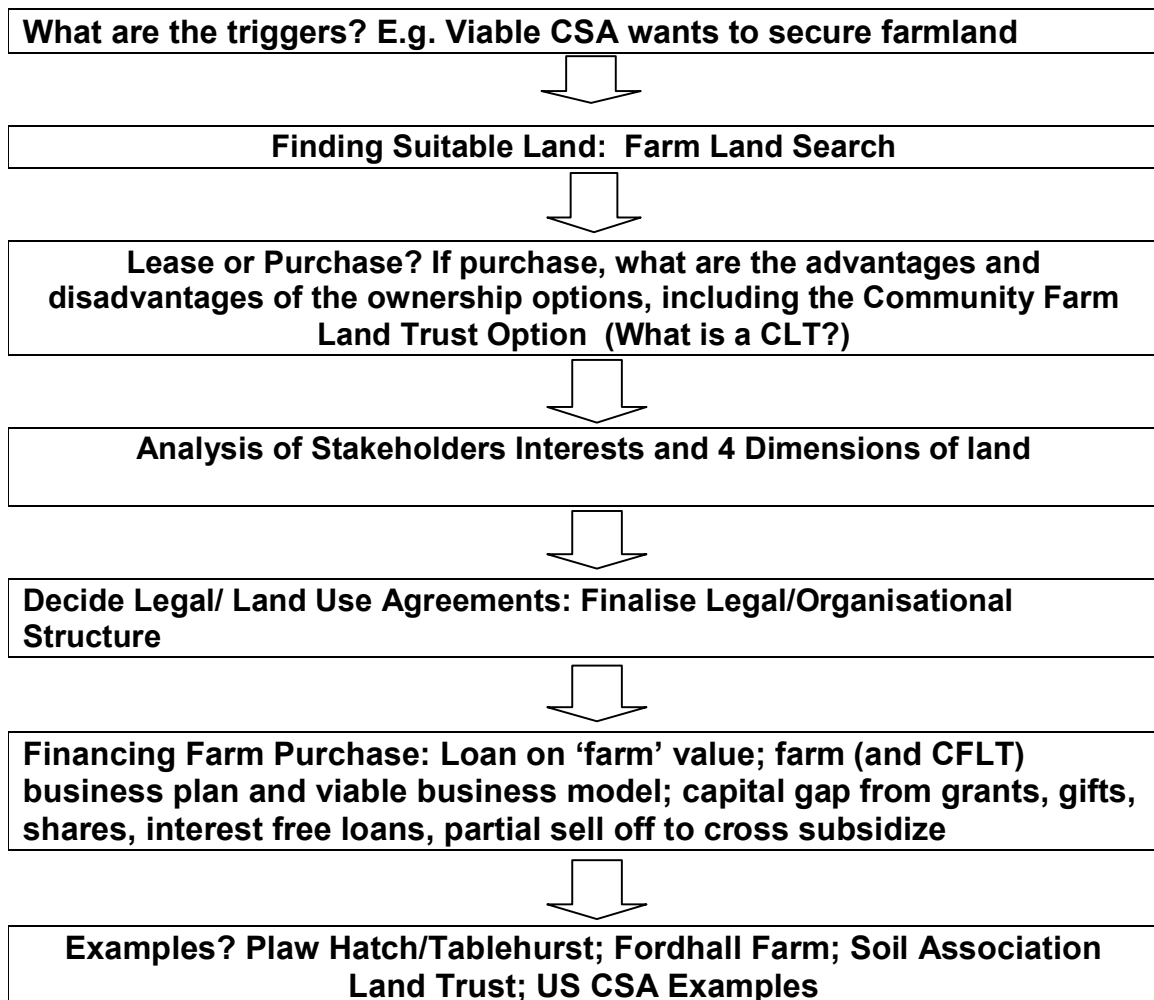 What are the triggers? E.g. Viable CSA wants to secure farmland
Finding Suitable Land:  Farm Land Search
Lease or Purchase? If purchase, what are the advantages and
disadvantages of the ownership options, including the Community Farm
Land Trust Option  (What is a CLT?)
Analysis of Stakeholders Interests and 4 Dimensions of land
Decide Legal/ Land Use Agreements: Finalise Legal/Organisational
Structure
Financing Farm Purchase: Loan on ‘farm’ value; farm (and CFLT)
business plan and viable business model; capital gap from grants, gifts,
shares, interest free loans, partial sell off to cross subsidize
Examples? Plaw Hatch/Tablehurst; Fordhall Farm; Soil Association
Land Trust; US CSA Examples